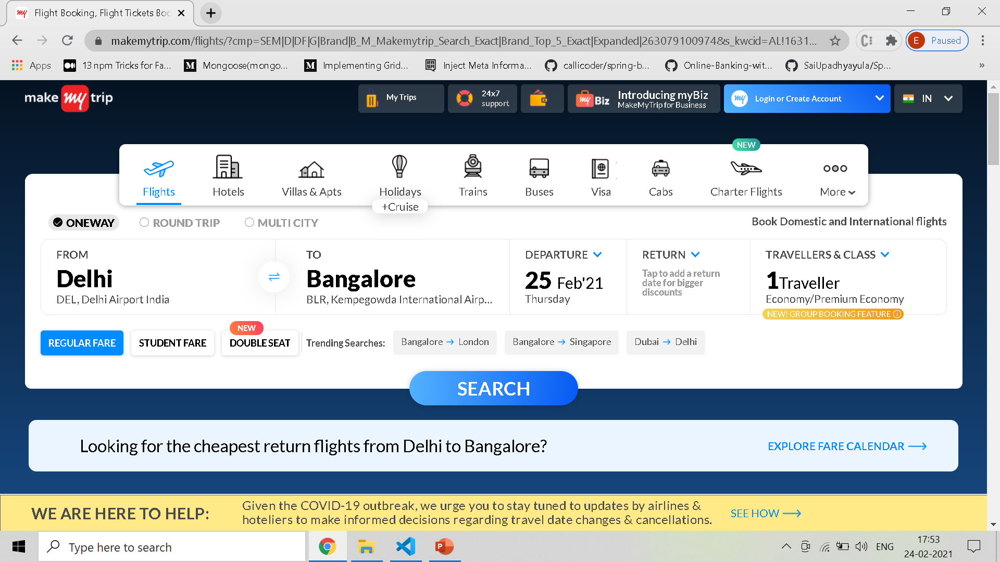 Flight Booking, Flight Tickets Boo
makemytrip.com/flights/?cmp=SEM|D|DF|G|Brand|B_M_Makemytrip_Search_Exact|Brand_Top_5_Exact|Expanded|263079100974&s_kwcid=AL!1631...
E Paused
Apps
13 npm Tricks for Fa...
M Mongoose(mongo...
M Implementing Grid...
Inject Meta Informa...
callicoder/spring-b...
Online-Banking-wit...
SaiUpadhyayula/Sp...
»
make my trip
My Trips
24x7
support
my Biz
Introducing myBiz
MakeMyTrip for Business
my Login or Create Account
IN
NEW
Flights
Hotels
Villas & Apts
Holidays
+Cruise
Trains
Buses
Visa
Cabs
Charter Flights
More
ONEWAY
ROUND TRIP
MULTI CITY
Book Domestic and International flights
FROM
Delhi
DEL, Delhi Airport India
TO
Bangalore
BLR, Kempegowda International Airp...
DEPARTURE
25 Feb'21
Thursday
RETURN
Tap to add a return
date for bigger
discounts
TRAVELLERS & CLASS
1Traveller
Economy/Premium Economy
NEW! GROUP BOOKING FEATURE
REGULAR FARE
STUDENT FARE
NEW
DOUBLE SEAT
Trending Searches:
Bangalore → London
Bangalore → Singapore
Dubai → Delhi
SEARCH
Looking for the cheapest return flights from Delhi to Bangalore?
EXPLORE FARE CALENDAR
WE ARE HERE TO HELP:
Given the COVID-19 outbreak, we urge you to stay tuned to updates by airlines &
hoteliers to make informed decisions regarding travel date changes & cancellations.
SEE HOW
Type here to search
ENG
17:53
24-02-2021